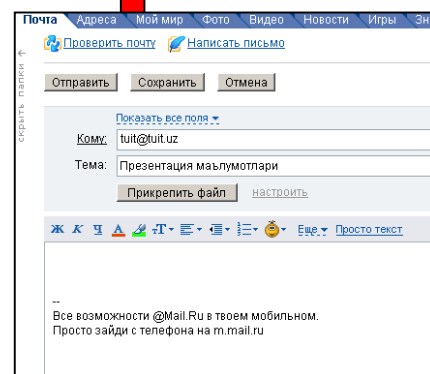 Почта Адреса Мой мир Фото Видео Новости Игры Зн
Проверить почту Написать письмо
скрыть папки
Отправить Сохранить Отмена
Показать все поля
Кому: tuit@tuit.uz
Тема: Презентация маълумотлари
Прикрепить файл настроить
Ж К Ч А Т Еще Просто текст
--
Все возможности @Mail.Ru в твоем мобильном.
Просто зайди с телефона на m.mail.ru